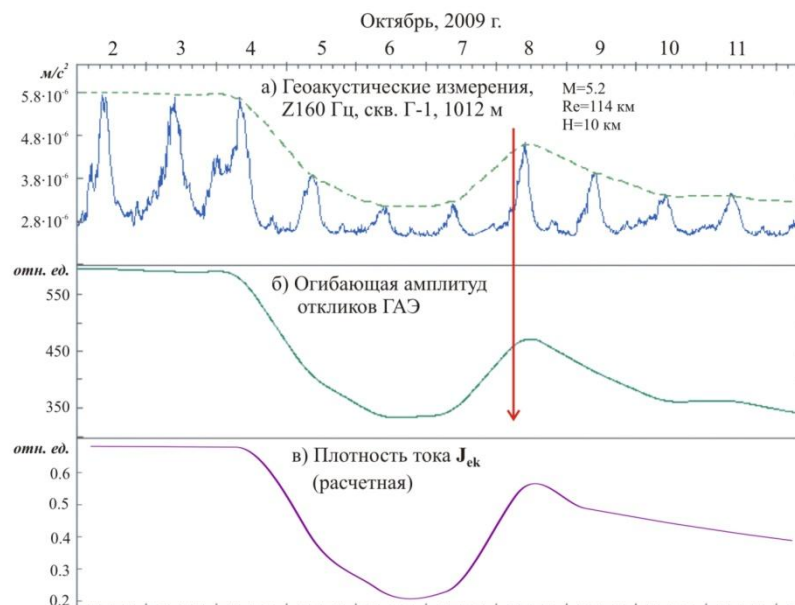 Октябрь, 2009 г.
2 3 4 5 6 7 8 9 10 11
м/с²
а) Геоакустические измерения,
Z160 Гц, скв. Г-1, 1012 м
M=5.2
Re=114 км
H=10 км
5.8·10⁻⁶
4.8·10⁻⁶
3.8·10⁻⁶
2.8·10⁻⁶
отн. ед.
б) Огибающая амплитуд
откликов ГАЭ
550
450
350
отн. ед.
в) Плотность тока Jek
(расчетная)
0.6
0.5
0.4
0.3
0.2